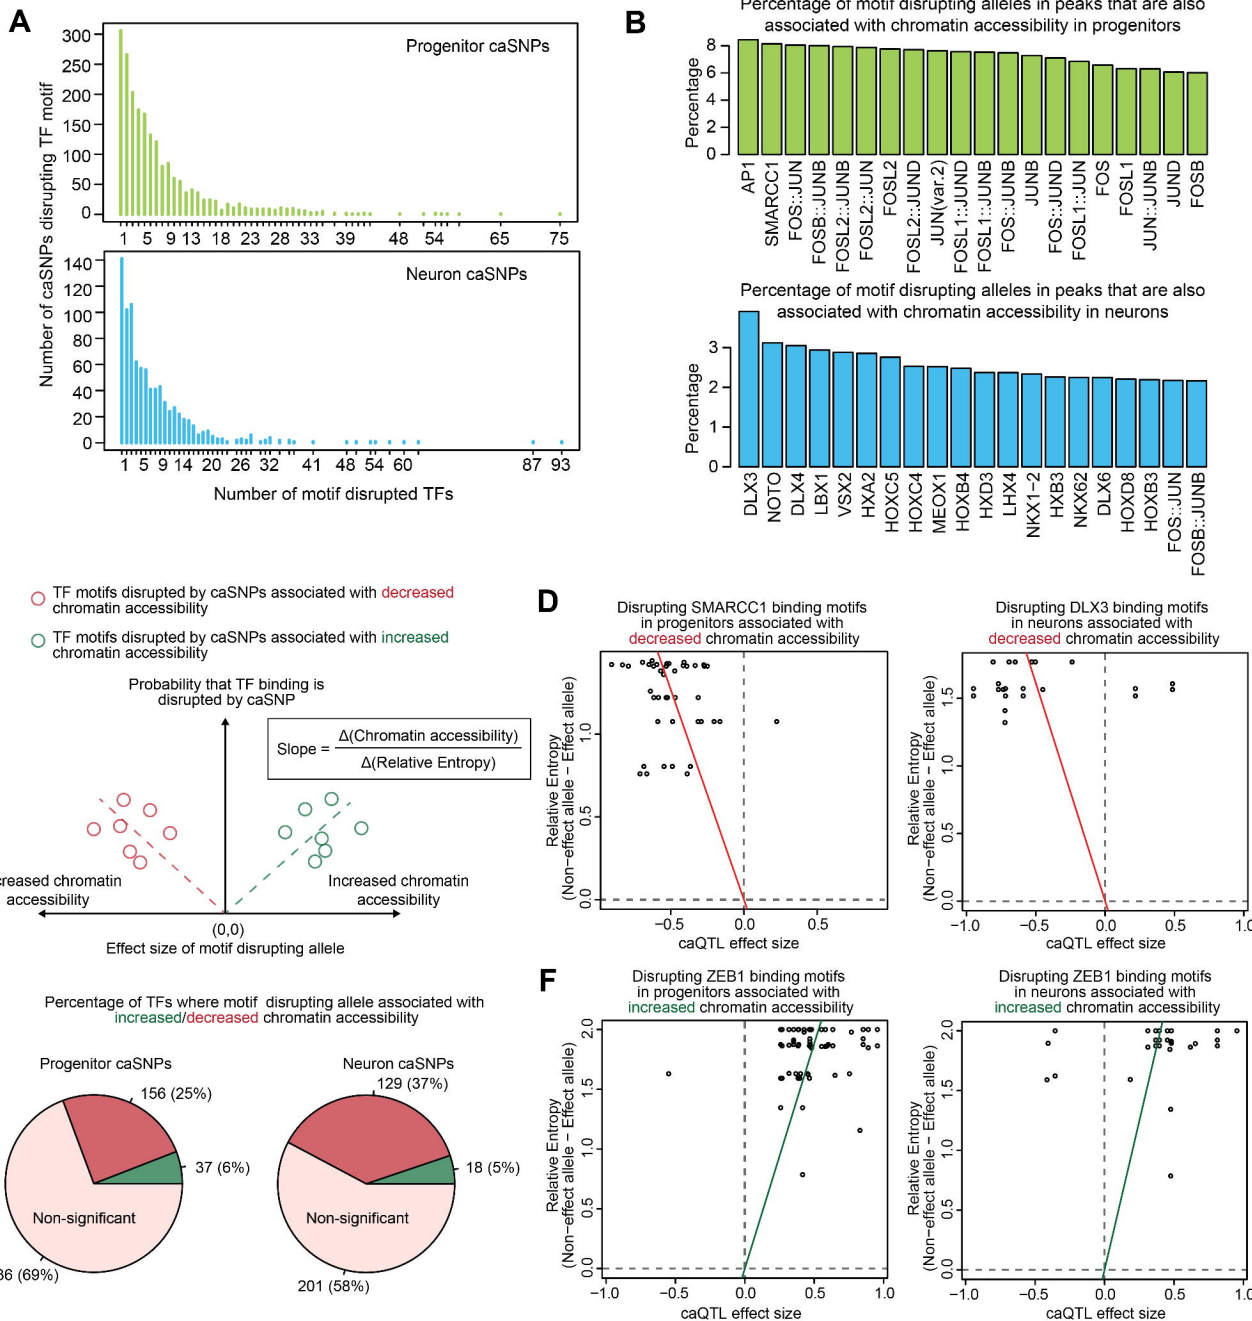 A
Number of caSNPs disrupting TF motif
Progenitor caSNPs
300
250
200
150
100
50
0
1 5 9 13 18 23 28 33 39 48 54 65 75
Neuron caSNPs
140
120
100
80
60
40
20
0
1 5 9 14 20 26 32 41 48 54 60 87 93
Number of motif disrupted TFs
B
Percentage of motif disrupting alleles in peaks that are also
associated with chromatin accessibility in progenitors
Percentage
8
6
4
2
0
AP1
SMARCC1
FOS::JUN
FOSB::JUNB
FOSL2::JUNB
FOSL2::JUN
FOSL2
FOSL2::JUND
JUN(var.2)
FOSL1::JUND
FOSL1::JUNB
FOS::JUNB
JUNB
FOS::JUND
FOSL1::JUN
FOS
FOSL1
JUN::JUNB
JUND
FOSB
Percentage of motif disrupting alleles in peaks that are also
associated with chromatin accessibility in neurons
Percentage
3
2
1
0
DLX3
NOTO
DLX4
LBX1
VSX2
HXA2
HOXC5
HOXC4
MEOX1
HOXB4
HXD3
LHX4
NKX1-2
HXB3
NKX62
DLX6
HOXD8
HOXB3
FOS::JUN
FOSB::JUNB
TF motifs disrupted by caSNPs associated with decreased
chromatin accessibility
TF motifs disrupted by caSNPs associated with increased
chromatin accessibility
Probability that TF binding is
disrupted by caSNP
Slope = Δ(Chromatin accessibility)
Δ(Relative Entropy)
creased chromatin
accessibility
Increased chromatin
accessibility
(0,0)
Effect size of motif disrupting allele
D
Disrupting SMARCC1 binding motifs
in progenitors associated with
decreased chromatin accessibility
Relative Entropy
(Non−effect allele − Effect allele)
1.0
0.5
0.0
−0.5 0.0 0.5
caQTL effect size
Disrupting DLX3 binding motifs
in neurons associated with
decreased chromatin accessibility
Relative Entropy
(Non−effect allele − Effect allele)
1.5
1.0
0.5
0.0
−1.0 −0.5 0.0 0.5 1.0
caQTL effect size
Percentage of TFs where motif disrupting allele associated with
increased/decreased chromatin accessibility
Progenitor caSNPs
156 (25%)
37 (6%)
Non-significant
36 (69%)
Neuron caSNPs
129 (37%)
18 (5%)
Non-significant
201 (58%)
F
Disrupting ZEB1 binding motifs
in progenitors associated with
increased chromatin accessibility
Relative Entropy
(Non−effect allele − Effect allele)
2.0
1.5
1.0
0.5
0.0
−1.0 −0.5 0.0 0.5 1.0
caQTL effect size
Disrupting ZEB1 binding motifs
in neurons associated with
increased chromatin accessibility
Relative Entropy
(Non−effect allele − Effect allele)
2.0
1.5
1.0
0.5
0.0
−1.0 −0.5 0.0 0.5 1.0
caQTL effect size